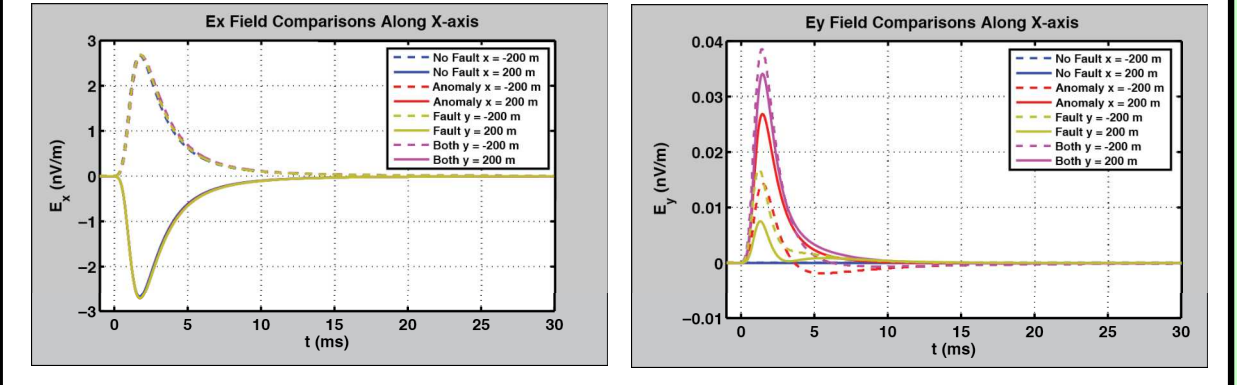 Ex Field Comparisons Along X-axis
3
2
1
0
−1
−2
−3
E_x (nV/m)
0 5 10 15 20 25 30
t (ms)
No Fault x = -200 m
No Fault x = 200 m
Anomaly x = -200 m
Anomaly x = 200 m
Fault y = -200 m
Fault y = 200 m
Both y = -200 m
Both y = 200 m
Ey Field Comparisons Along X-axis
0.04
0.03
0.02
0.01
0
−0.01
E_y (nV/m)
0 5 10 15 20 25 30
t (ms)
No Fault x = -200 m
No Fault x = 200 m
Anomaly x = -200 m
Anomaly x = 200 m
Fault y = -200 m
Fault y = 200 m
Both y = -200 m
Both y = 200 m